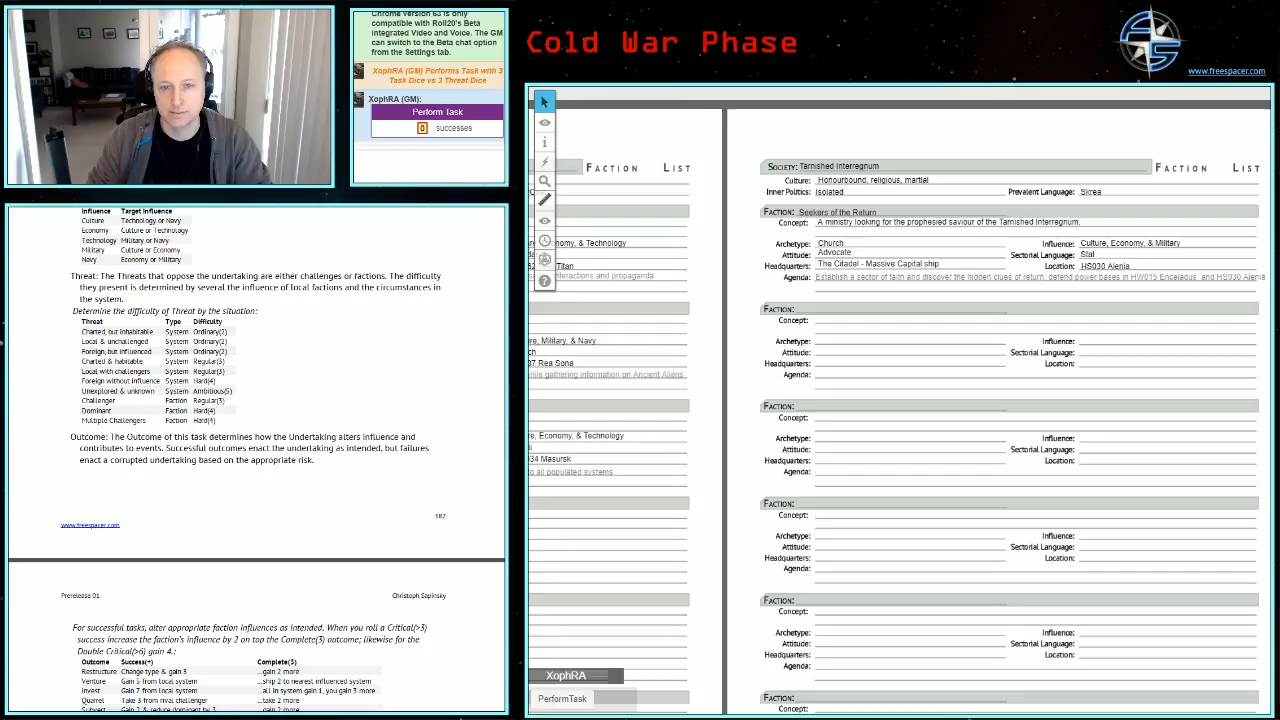 Chrome version 63 is only
compatible with Roll20's Beta
integrated Video and Voice. The GM
can switch to the Beta chat option
from the Settings tab.
XophRA (GM) Performs Task with 3
Task Dice vs 3 Threat Dice
XophRA (GM):
Perform Task
0 successes
Cold War Phase
www.freespacer.com
Influence Target Influence
Culture Technology or Navy
Economy Culture or Technology
Technology Military or Navy
Military Culture or Economy
Navy Economy or Military
Threat: The Threats that oppose the undertaking are either challenges or factions. The difficulty
they present is determined by several the influence of local factions and the circumstances in
the system.
Determine the difficulty of Threat by the situation:
Threat Type Difficulty
Charted, but inhabitable System Ordinary(2)
Local & unchallenged System Ordinary(2)
Foreign, but influenced System Ordinary(2)
Charted & habitable System Regular(3)
Local with challengers System Regular(3)
Foreign without influence System Hard(4)
Unexplored & unknown System Ambitious(5)
Challenger Faction Regular(3)
Dominant Faction Hard(4)
Multiple Challengers Faction Hard(4)
Outcome: The Outcome of this task determines how the Undertaking alters influence and
contributes to events. Successful outcomes enact the undertaking as intended, but failures
enact a corrupted undertaking based on the appropriate risk.
182
www.freespacer.com
Prerelease 01 Christoph Sapinsky
For successful tasks, alter appropriate faction influences as intended. When you roll a Critical(>3)
success increase the faction's influence by 2 on top the Complete(3) outcome; likewise for the
Double Critical(>6) gain 4.:
Outcome Success(+) Complete(3)
Restructure Change type & gain 3 ...gain 2 more
Venture Gain 5 from local system ...ship 2 to nearest influenced system
Invest Gain 7 from local system ...all in system gain 1, you gain 3 more
Quarrel Take 3 from rival challenger ...take 2 more
Subvert Gain 2 & reduce dominant by 3 ...gain 2 more
Faction List
onomy, & Technology
Titan
interactions and propaganda
re, Military, & Navy
ch
97 Rea Sona
while gathering information on Ancient Aliens
re, Economy, & Technology
034 Masursk
to all populated systems
XophRA
PerformTask
Society: Tarnished Interregnum Faction List
Culture: Honourbound, religious, martial
Inner Politics: Isolated Prevalent Language: Skrea
Faction: Seekers of the Return
Concept: A ministry looking for the prophesied saviour of the Tarnished Interregnum.
Archetype: Church Influence: Culture, Economy, & Military
Attitude: Advocate Sectorial Language: Stal
Headquarters: The Citadel - Massive Capital ship Location: HS030 Alenja
Agenda: Establish a sector of faith and discover the hidden clues of return, defend power bases in HW015 Enceladus and HS030 Alenja
Faction:
Concept:
Archetype: Influence:
Attitude: Sectorial Language:
Headquarters: Location:
Agenda:
Faction:
Concept:
Archetype: Influence:
Attitude: Sectorial Language:
Headquarters: Location:
Agenda:
Faction:
Concept:
Archetype: Influence:
Attitude: Sectorial Language:
Headquarters: Location:
Agenda:
Faction:
Concept:
Archetype: Influence:
Attitude: Sectorial Language:
Headquarters: Location:
Agenda:
Faction:
Concept: